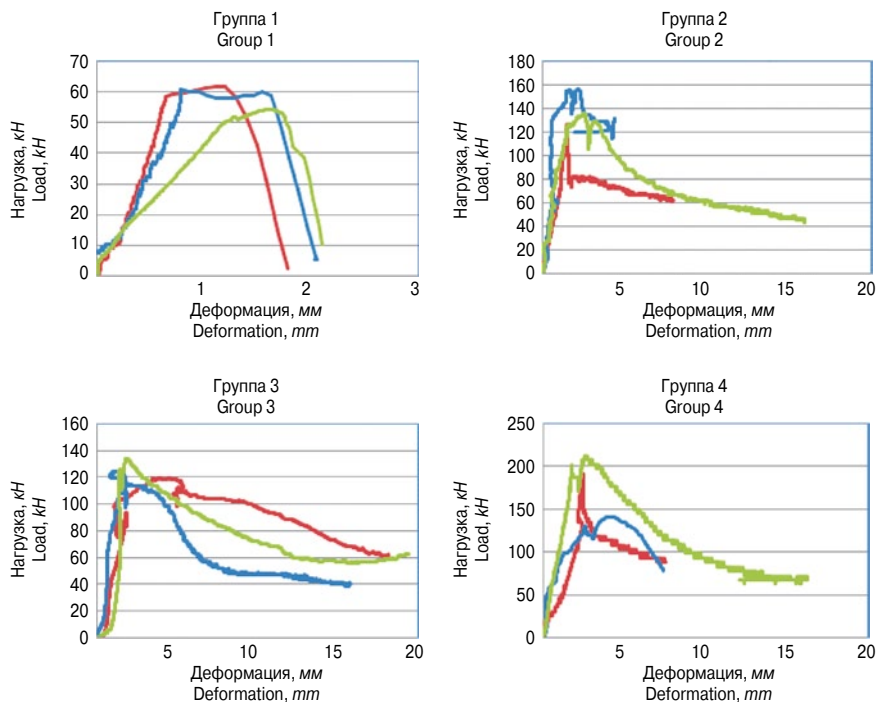 Группа 1
Group 1
Нагрузка, кН
Load, кН
70
60
50
40
30
20
10
0
1
2
3
Деформация, мм
Deformation, mm
Группа 2
Group 2
Нагрузка, кН
Load, кН
180
160
140
120
100
80
60
40
20
0
5
10
15
20
Деформация, мм
Deformation, mm
Группа 3
Group 3
Нагрузка, кН
Load, кН
160
140
120
100
80
60
40
20
0
5
10
15
20
Деформация, мм
Deformation, mm
Группа 4
Group 4
Нагрузка, кН
Load, кН
250
200
150
100
50
0
5
10
15
20
Деформация, мм
Deformation, mm